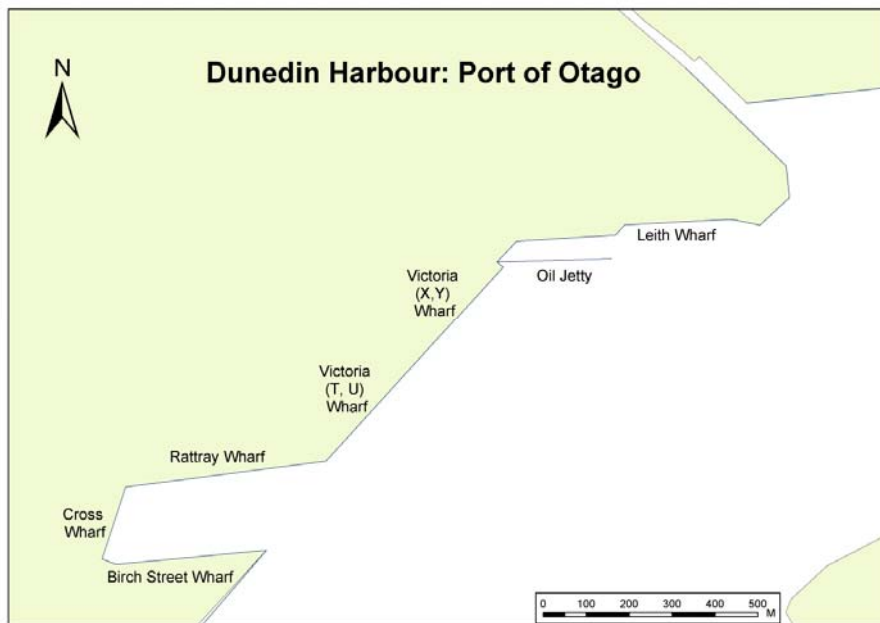 Dunedin Harbour: Port of Otago
N
Leith Wharf
Oil Jetty
Victoria
(X,Y)
Wharf
Victoria
(T, U)
Wharf
Rattray Wharf
Cross
Wharf
Birch Street Wharf
0 100 200 300 400 500
M